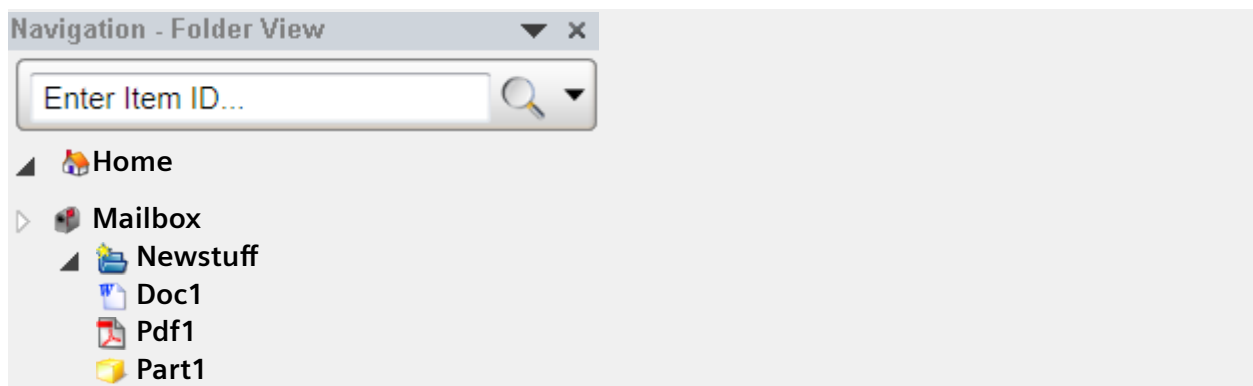 Navigation - Folder View
Enter Item ID...
Home
Mailbox
Newstuff
Doc1
Pdf1
Part1